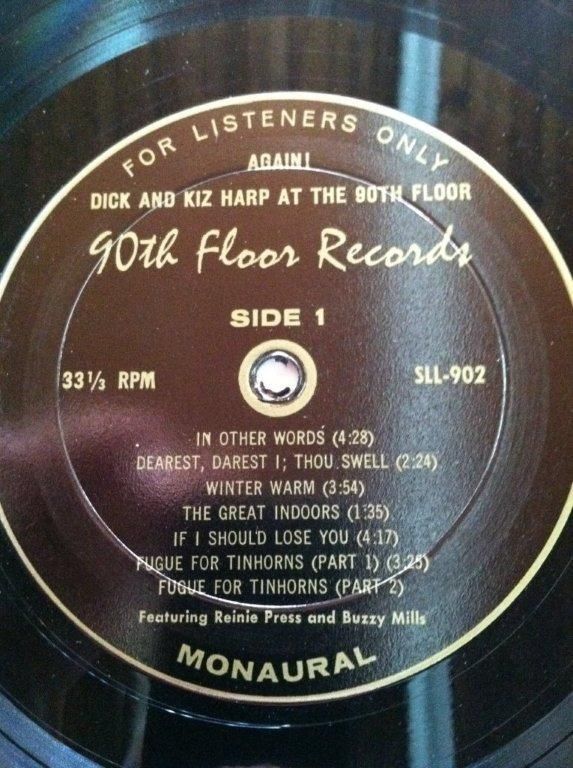 FOR LISTENERS ONLY
AGAIN!
DICK AND KIZ HARP AT THE 90TH FLOOR
90th Floor Records
SIDE 1
33⅓ RPM
SLL-902
IN OTHER WORDS (4:28)
DEAREST, DAREST I; THOU SWELL (2:24)
WINTER WARM (3:54)
THE GREAT INDOORS (1:35)
IF I SHOULD LOSE YOU (4:17)
FUGUE FOR TINHORNS (PART 1) (3:25)
FUGUE FOR TINHORNS (PART 2)
Featuring Reinie Press and Buzzy Mills
MONAURAL